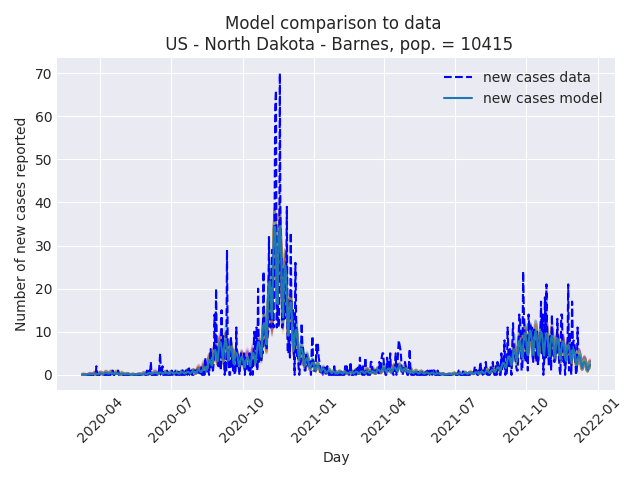 Model comparison to data
US - North Dakota - Barnes, pop. = 10415
new cases data
new cases model
Number of new cases reported
70
60
50
40
30
20
10
0
2020-04
2020-07
2020-10
2021-01
2021-04
2021-07
2021-10
2022-01
Day